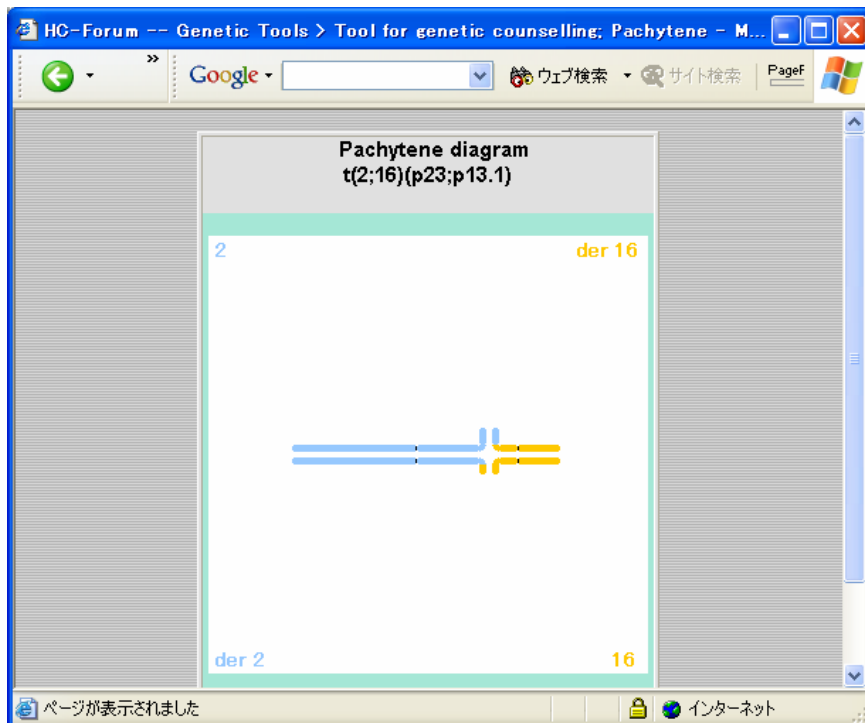 HC-Forum -- Genetic Tools > Tool for genetic counselling; Pachytene - M...
Google ウェブ検索 サイト検索 PageF
Pachytene diagram
t(2;16)(p23;p13.1)
2 der 16
der 2 16
ページが表示されました インターネット